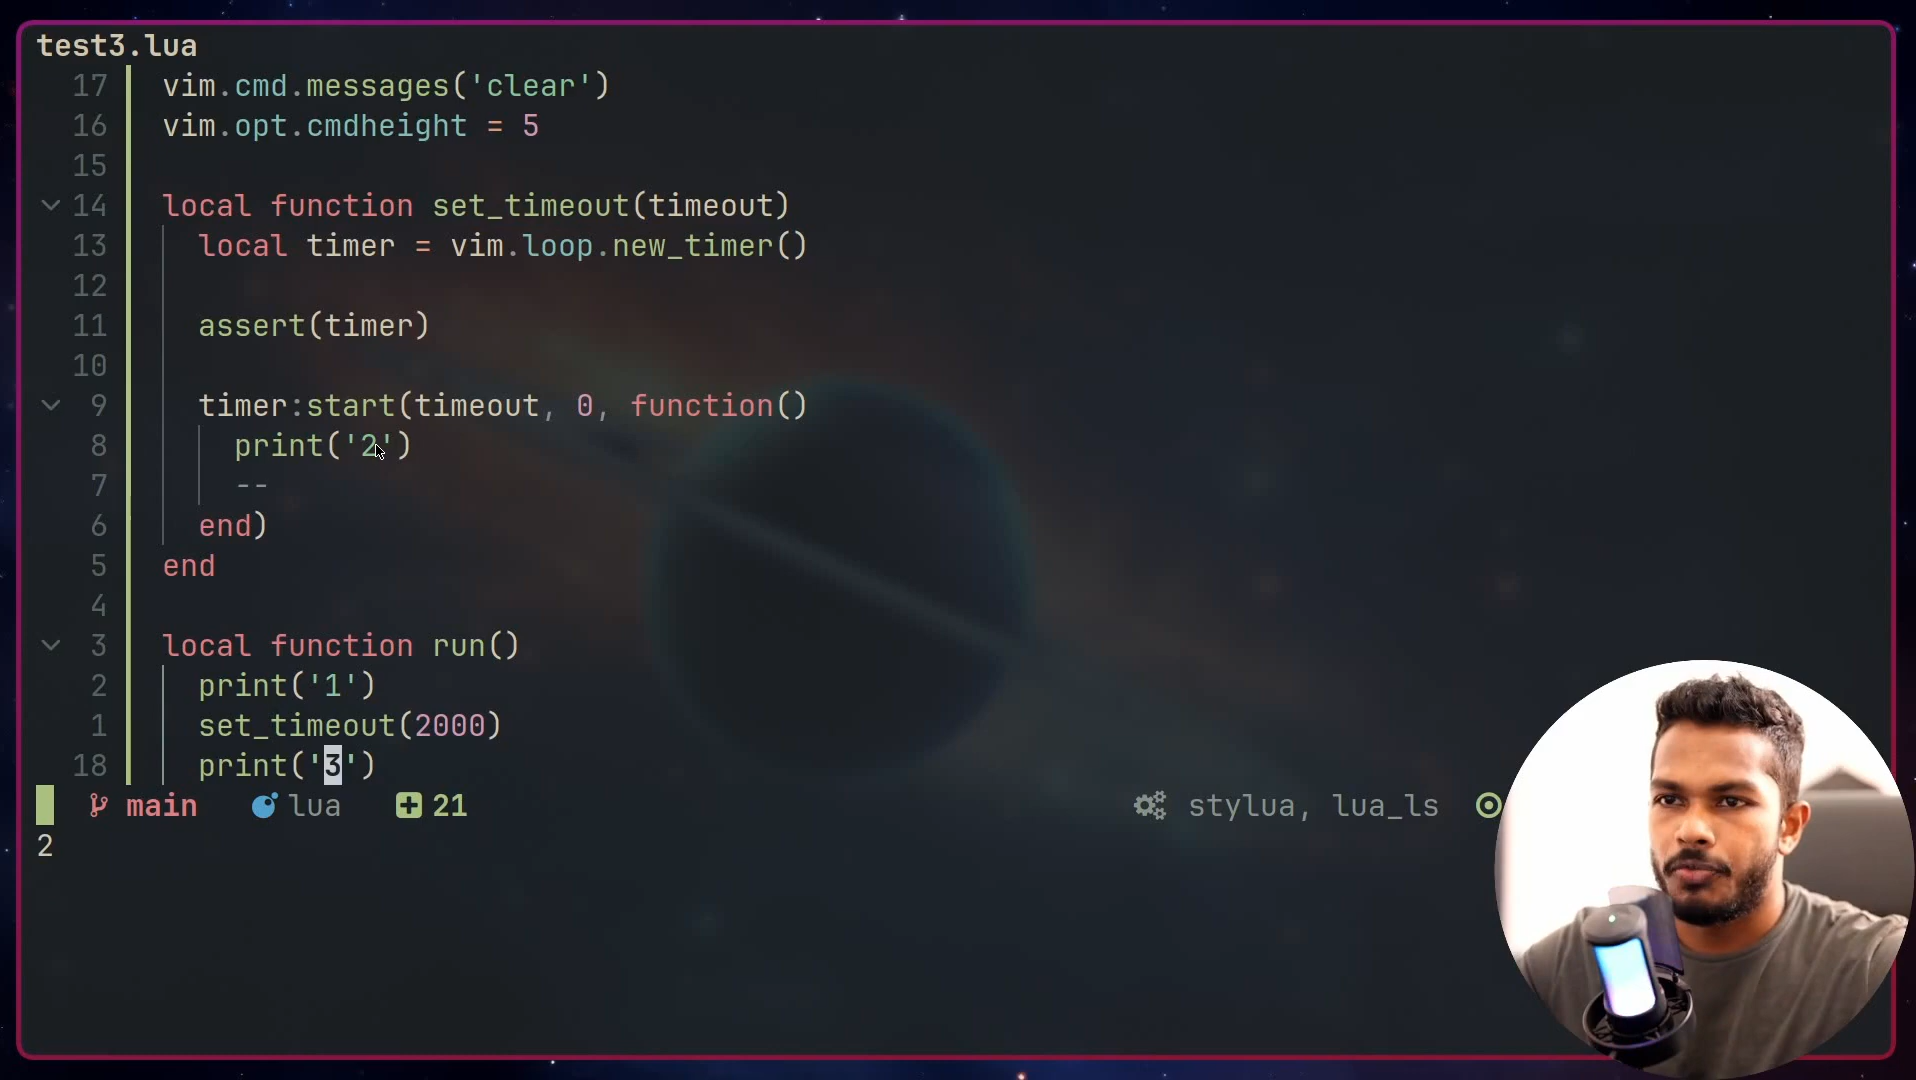 test3.lua
17 vim.cmd.messages('clear')
16 vim.opt.cmdheight = 5
15
14 local function set_timeout(timeout)
13 local timer = vim.loop.new_timer()
12
11 assert(timer)
10
9 timer:start(timeout, 0, function()
8 print('2')
7 --
6 end)
5 end
4
3 local function run()
2 print('1')
1 set_timeout(2000)
18 print('3')
main lua 21 stylua, lua_ls
2